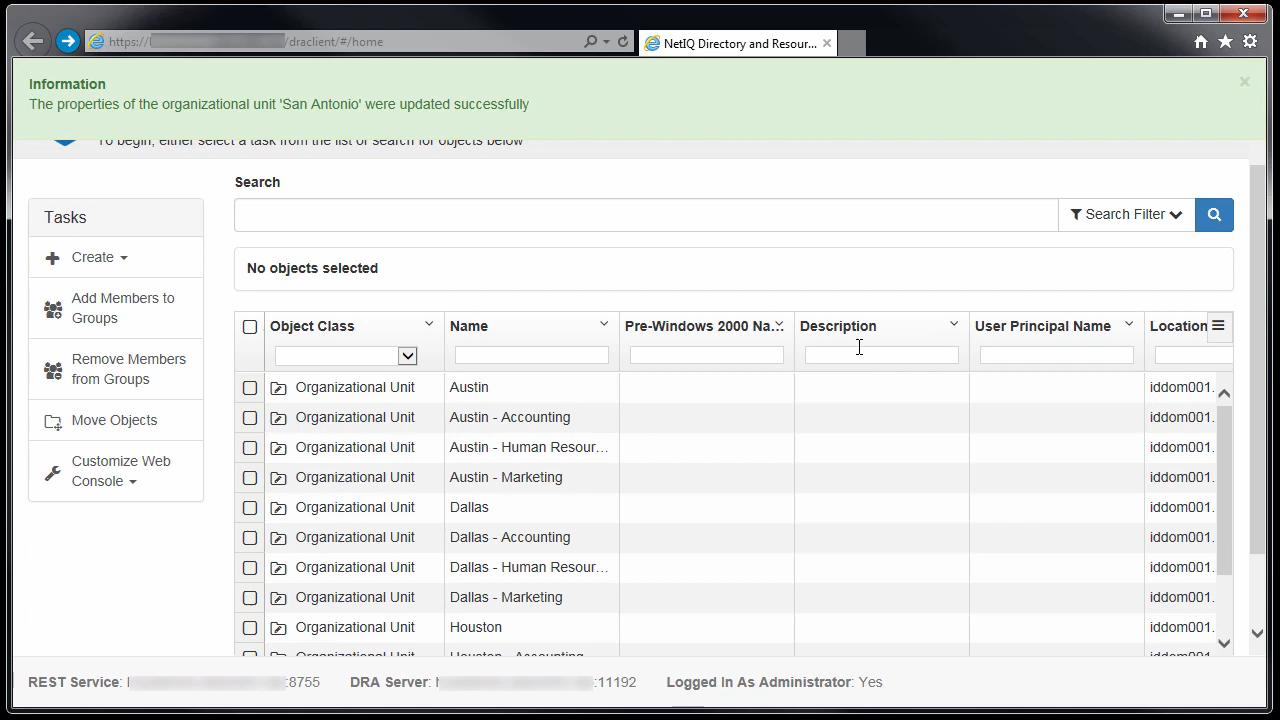 https://
/draclient/#/home
NetIQ Directory and Resour...
Information
The properties of the organizational unit 'San Antonio' were updated successfully
To begin, either select a task from the list or search for objects below
Search
Search Filter
Tasks
Create
Add Members to
Groups
Remove Members
from Groups
Move Objects
Customize Web
Console
No objects selected
Object Class Name Pre-Windows 2000 Na... Description User Principal Name Location
Organizational Unit Austin iddom001.
Organizational Unit Austin - Accounting iddom001.
Organizational Unit Austin - Human Resour... iddom001.
Organizational Unit Austin - Marketing iddom001.
Organizational Unit Dallas iddom001.
Organizational Unit Dallas - Accounting iddom001.
Organizational Unit Dallas - Human Resour... iddom001.
Organizational Unit Dallas - Marketing iddom001.
Organizational Unit Houston iddom001.
Organizational Unit Houston - Accounting
REST Service: :8755 DRA Server: :11192 Logged In As Administrator: Yes